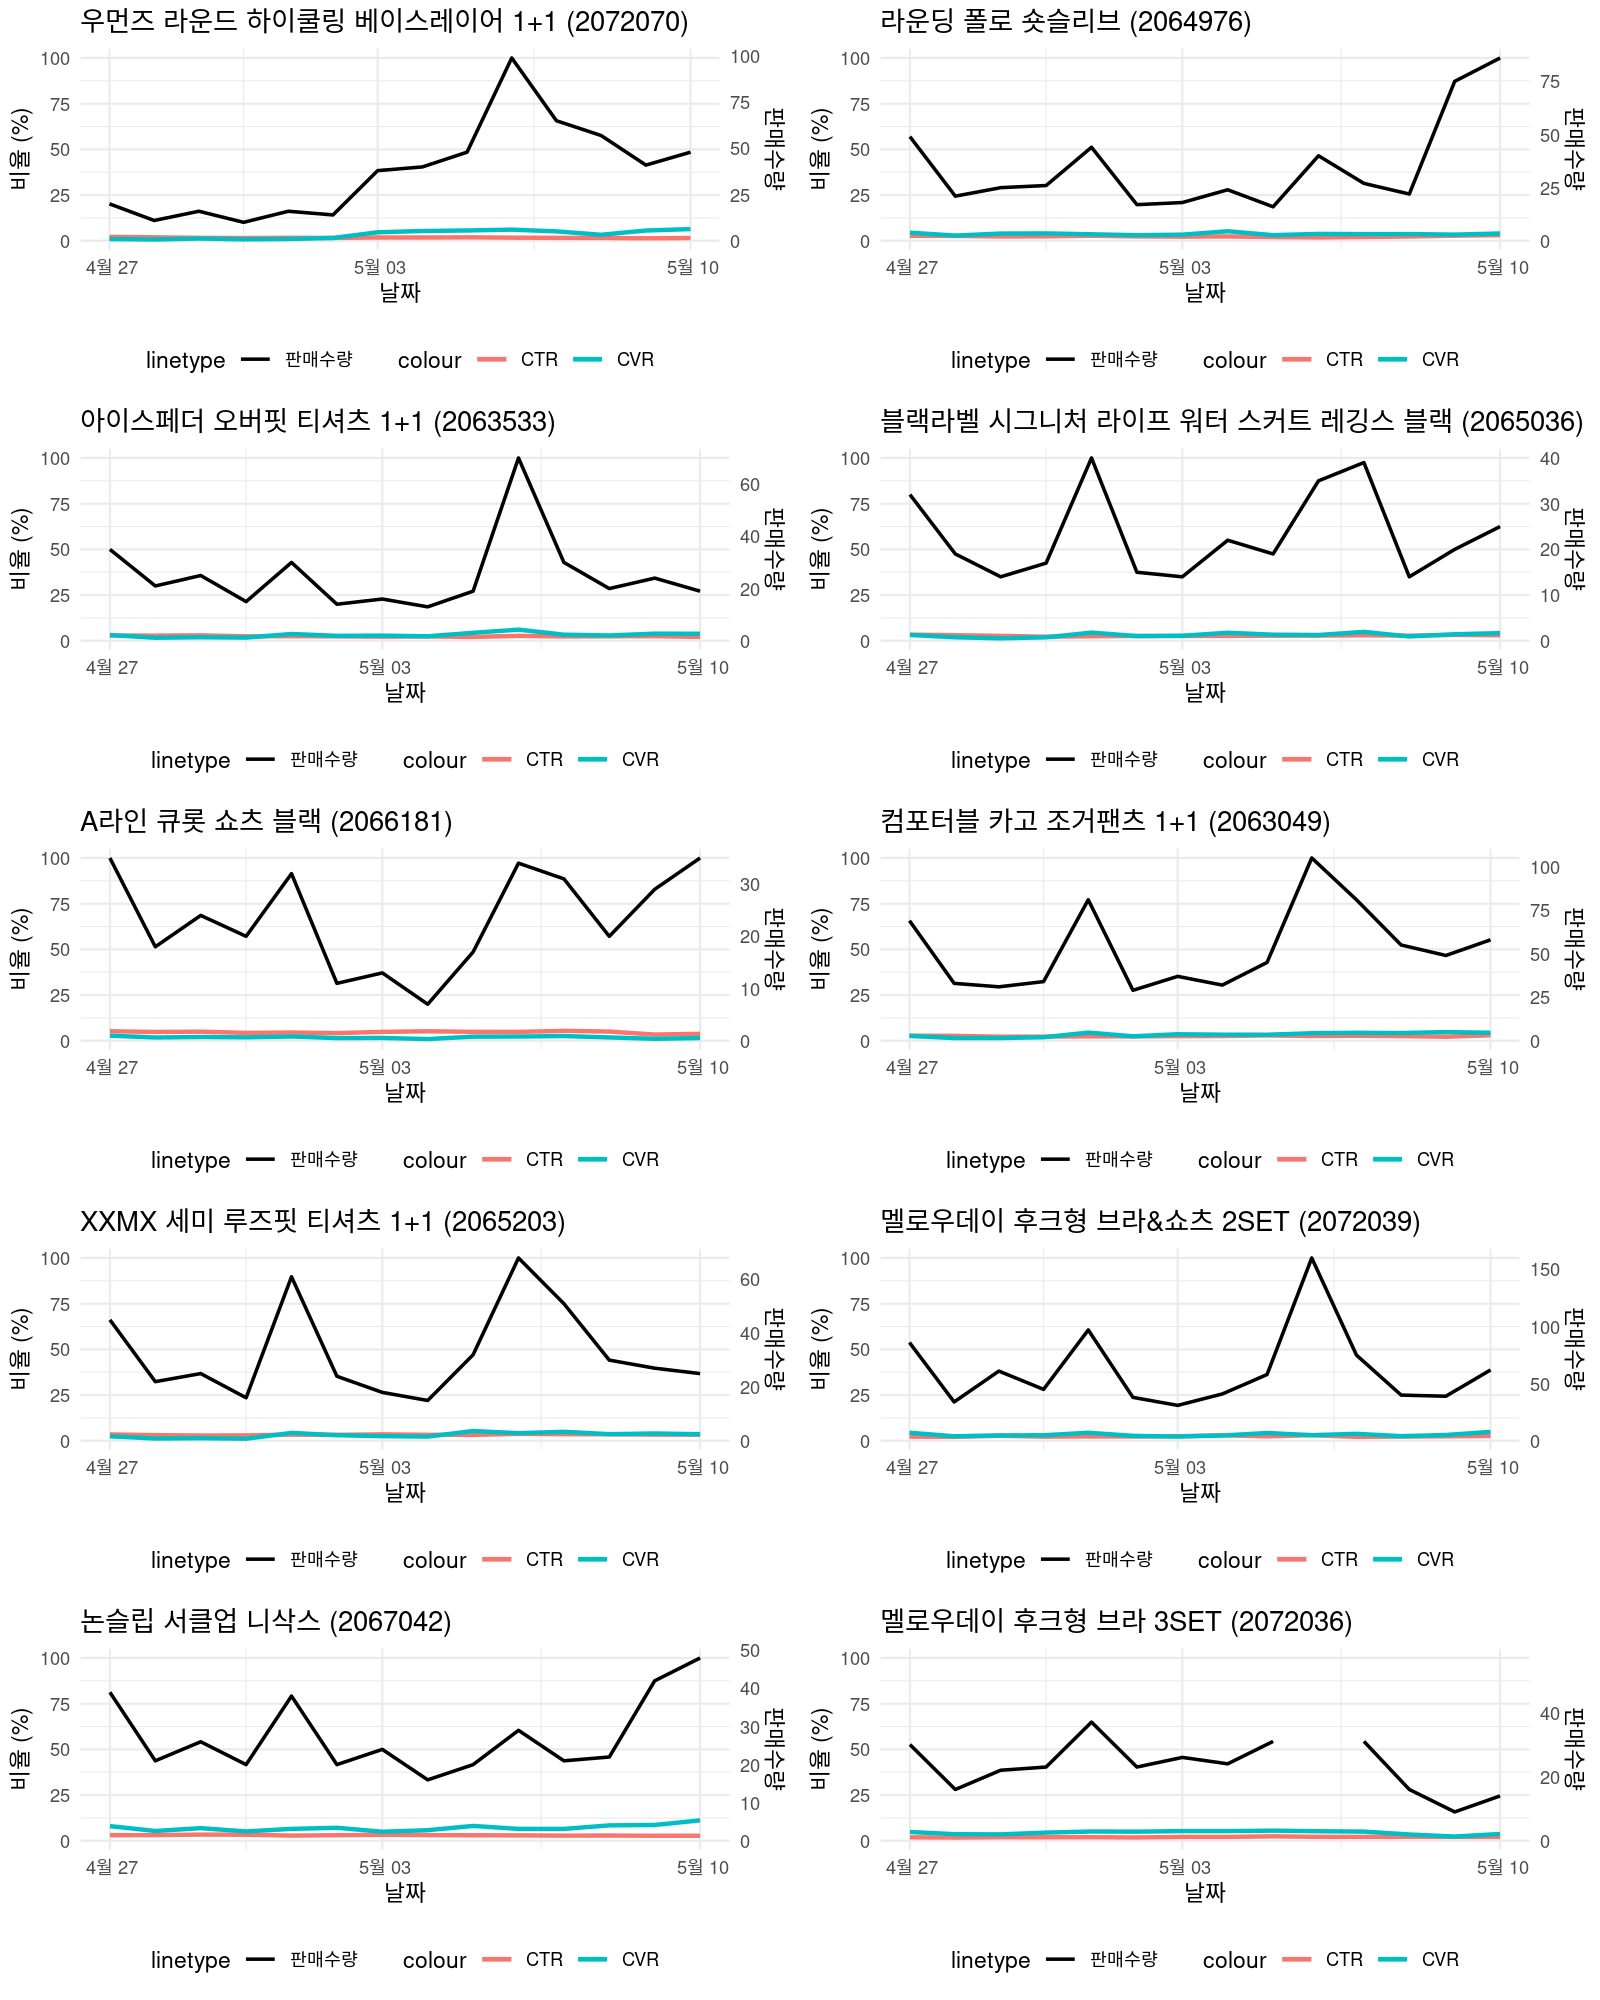 우먼즈 라운드 하이쿨링 베이스레이어 1+1 (2072070)
100
75
50
25
0
비율 (%)
100
75
50
25
0
판매수량
4월 27
5월 03
5월 10
날짜
linetype 판매수량 colour CTR CVR
라운딩 폴로 숏슬리브 (2064976)
100
75
50
25
0
비율 (%)
75
50
25
0
판매수량
4월 27
5월 03
5월 10
날짜
linetype 판매수량 colour CTR CVR
아이스페더 오버핏 티셔츠 1+1 (2063533)
100
75
50
25
0
비율 (%)
60
40
20
0
판매수량
4월 27
5월 03
5월 10
날짜
linetype 판매수량 colour CTR CVR
블랙라벨 시그니처 라이프 워터 스커트 레깅스 블랙 (2065036)
100
75
50
25
0
비율 (%)
40
30
20
10
0
판매수량
4월 27
5월 03
5월 10
날짜
linetype 판매수량 colour CTR CVR
A라인 큐롯 쇼츠 블랙 (2066181)
100
75
50
25
0
비율 (%)
30
20
10
0
판매수량
4월 27
5월 03
5월 10
날짜
linetype 판매수량 colour CTR CVR
컴포터블 카고 조거팬츠 1+1 (2063049)
100
75
50
25
0
비율 (%)
100
75
50
25
0
판매수량
4월 27
5월 03
5월 10
날짜
linetype 판매수량 colour CTR CVR
XXMX 세미 루즈핏 티셔츠 1+1 (2065203)
100
75
50
25
0
비율 (%)
60
40
20
0
판매수량
4월 27
5월 03
5월 10
날짜
linetype 판매수량 colour CTR CVR
멜로우데이 후크형 브라&쇼츠 2SET (2072039)
100
75
50
25
0
비율 (%)
150
100
50
0
판매수량
4월 27
5월 03
5월 10
날짜
linetype 판매수량 colour CTR CVR
논슬립 서클업 니삭스 (2067042)
100
75
50
25
0
비율 (%)
50
40
30
20
10
0
판매수량
4월 27
5월 03
5월 10
날짜
linetype 판매수량 colour CTR CVR
멜로우데이 후크형 브라 3SET (2072036)
100
75
50
25
0
비율 (%)
40
20
0
판매수량
4월 27
5월 03
5월 10
날짜
linetype 판매수량 colour CTR CVR